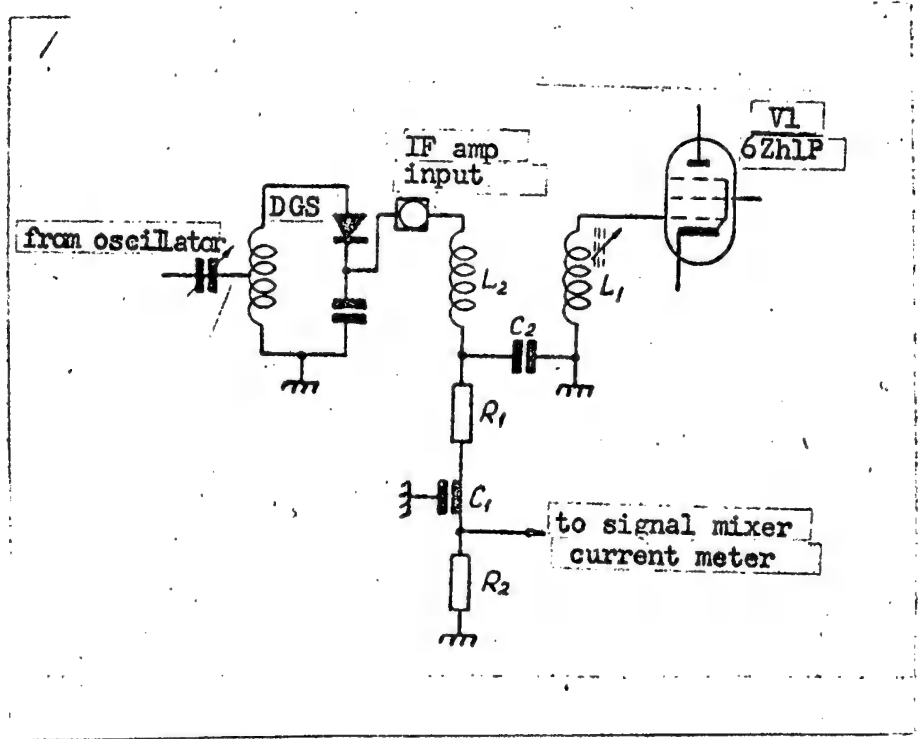 V1
6Zh1P
IF amp
input
DGS
from oscillator
L2
L1
C2
R1
C1
to signal mixer
current meter
R2